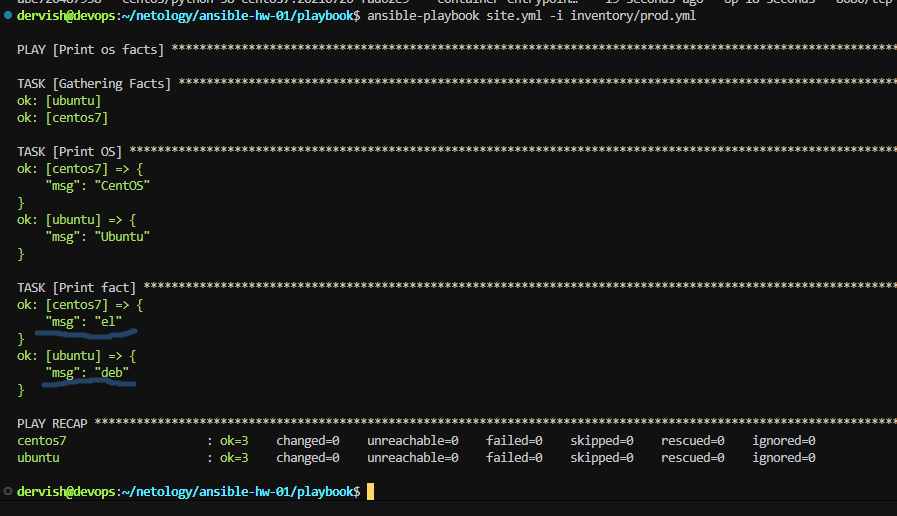 dervish@devops:~/netology/ansible-hw-01/playbook$ ansible-playbook site.yml -i inventory/prod.yml
PLAY [Print os facts] ************************************************************************************************************
TASK [Gathering Facts] ***********************************************************************************************************
ok: [ubuntu]
ok: [centos7]
TASK [Print OS] ******************************************************************************************************************
ok: [centos7] => {
    "msg": "CentOS"
}
ok: [ubuntu] => {
    "msg": "Ubuntu"
}
TASK [Print fact] ****************************************************************************************************************
ok: [centos7] => {
    "msg": "el"
}
ok: [ubuntu] => {
    "msg": "deb"
}
PLAY RECAP ***********************************************************************************************************************
centos7                    : ok=3    changed=0    unreachable=0    failed=0    skipped=0    rescued=0    ignored=0
ubuntu                     : ok=3    changed=0    unreachable=0    failed=0    skipped=0    rescued=0    ignored=0
dervish@devops:~/netology/ansible-hw-01/playbook$